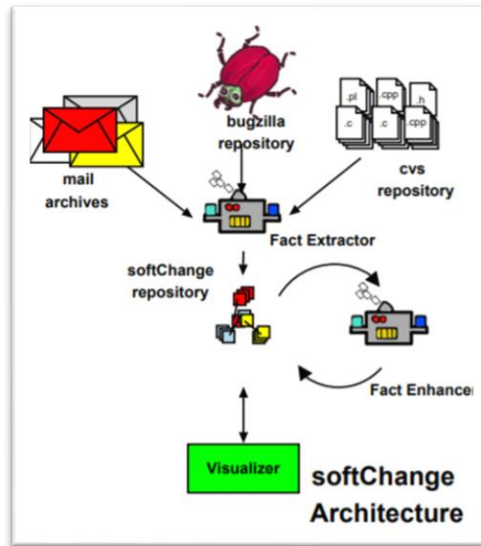 bugzilla
repository
mail
archives
.pl
.cpp
.h
.c
.c
.cpp
cvs
repository
Fact Extractor
softChange
repository
Fact Enhancer
Visualizer
softChange
Architecture